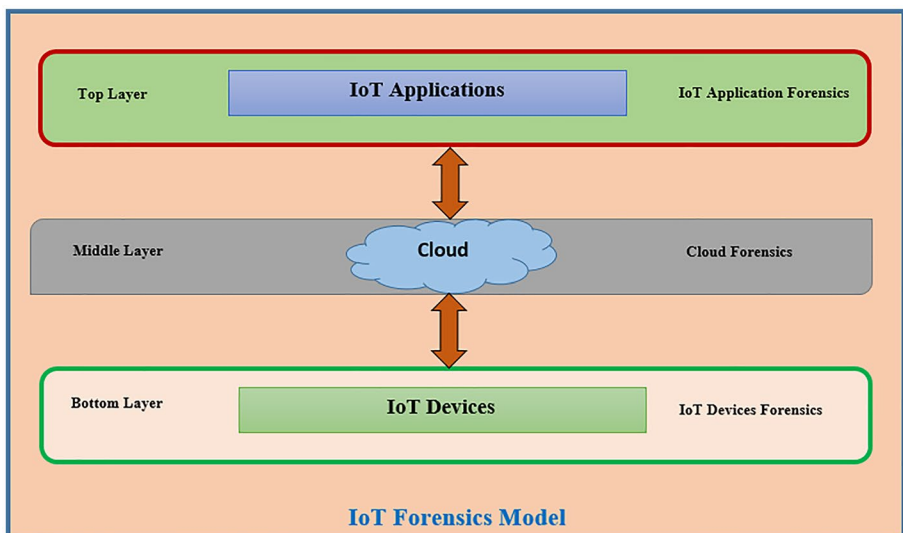 Top Layer
IoT Applications
IoT Application Forensics
Middle Layer
Cloud
Cloud Forensics
Bottom Layer
IoT Devices
IoT Devices Forensics
IoT Forensics Model